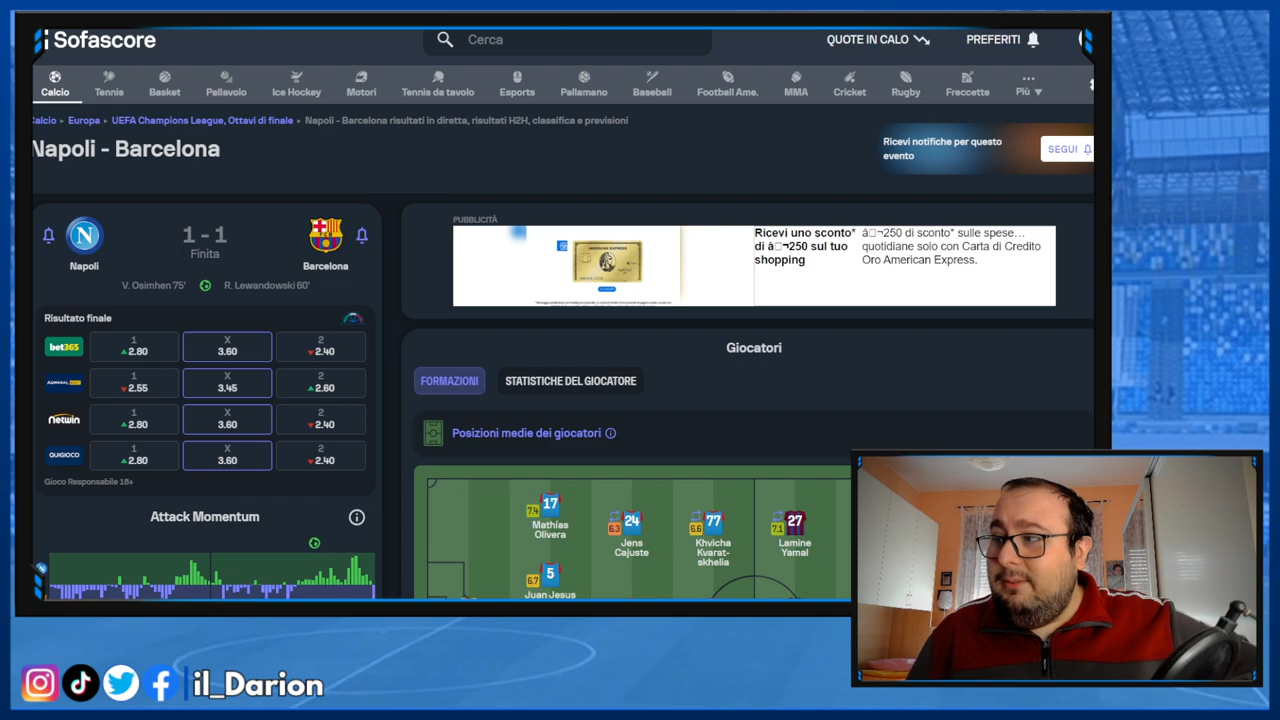 Sofascore
Cerca
QUOTE IN CALO
PREFERITI
Calcio
Tennis
Basket
Pallavolo
Ice Hockey
Motori
Tennis da tavolo
Esports
Pallamano
Baseball
Football Ame.
MMA
Cricket
Rugby
Freccette
Più ▼
Calcio ▸ Europa ▸ UEFA Champions League, Ottavi di finale ▸ Napoli - Barcelona risultati in diretta, risultati H2H, classifica e previsioni
Napoli - Barcelona
Ricevi notifiche per questo
evento
SEGUI
N
1 - 1
Finita
Napoli
Barcelona
V. Osimhen 75'
R. Lewandowski 60'
Risultato finale
bet365
1
2.80
X
3.60
2
2.40
1
2.55
X
3.45
2
2.60
netwin
1
2.80
X
3.60
2
2.40
QUIGIOCO
1
2.80
X
3.60
2
2.40
Gioco Responsabile 18+
Attack Momentum
PUBBLICITÀ
Ricevi uno sconto*
di â□¬250 sul tuo
shopping
â□¬250 di sconto* sulle spese…
quotidiane solo con Carta di Credito
Oro American Express.
Giocatori
FORMAZIONI
STATISTICHE DEL GIOCATORE
Posizioni medie dei giocatori
17
7.4
Mathías
Olivera
24
6.3
Jens
Cajuste
77
6.6
Khvicha
Kvarat-
skhelia
27
7.1
Lamine
Yamal
5
6.7
Juan Jesus
il_Darion